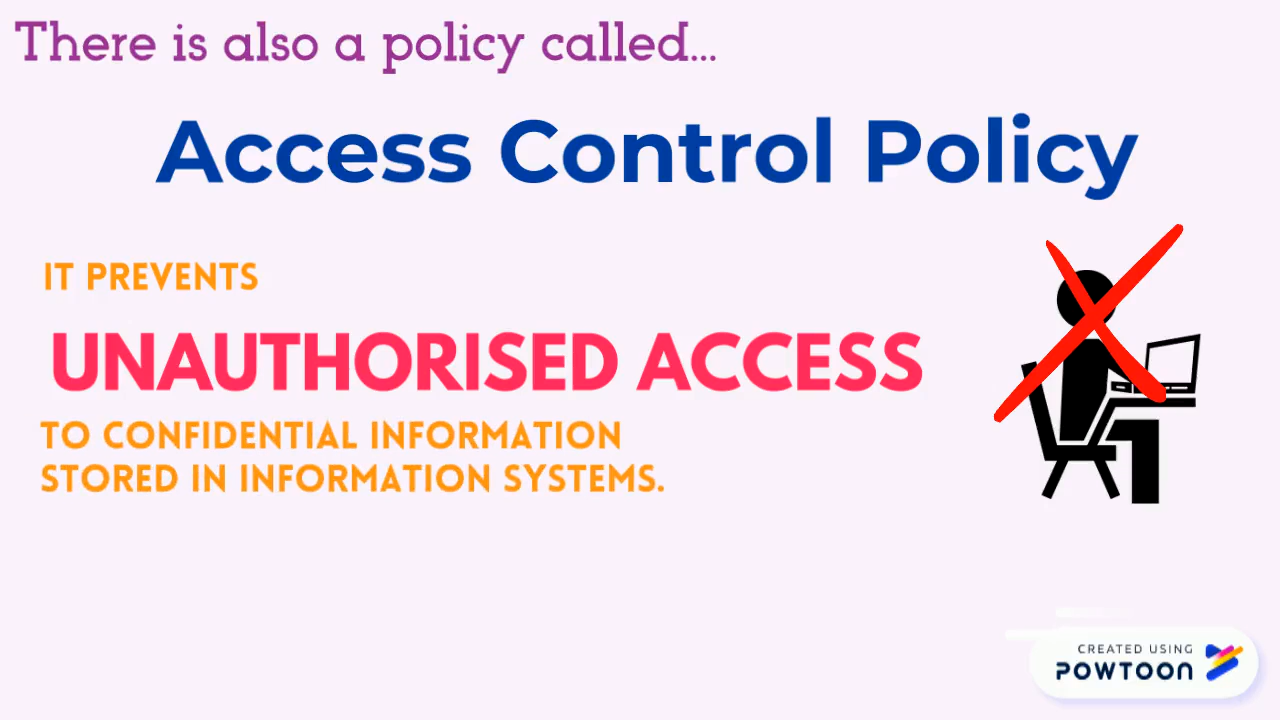 There is also a policy called...
Access Control Policy
IT PREVENTS
UNAUTHORISED ACCESS
TO CONFIDENTIAL INFORMATION
STORED IN INFORMATION SYSTEMS.
CREATED USING
POWTOON